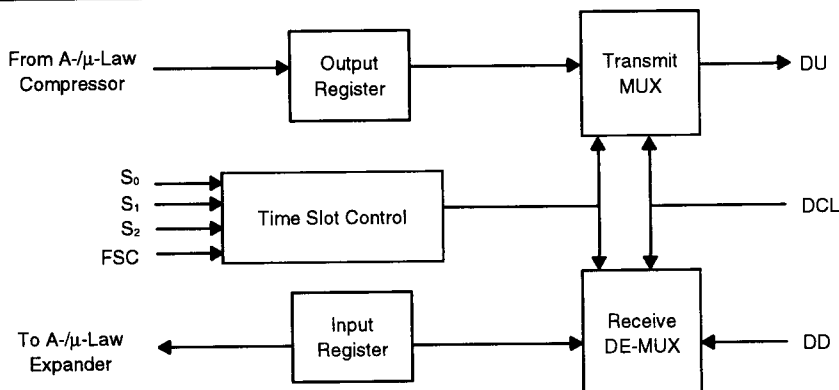 From A-/μ-Law
Compressor
Output
Register
Transmit
MUX
DU
S₀
S₁
S₂
FSC
Time Slot Control
DCL
To A-/μ-Law
Expander
Input
Register
Receive
DE-MUX
DD